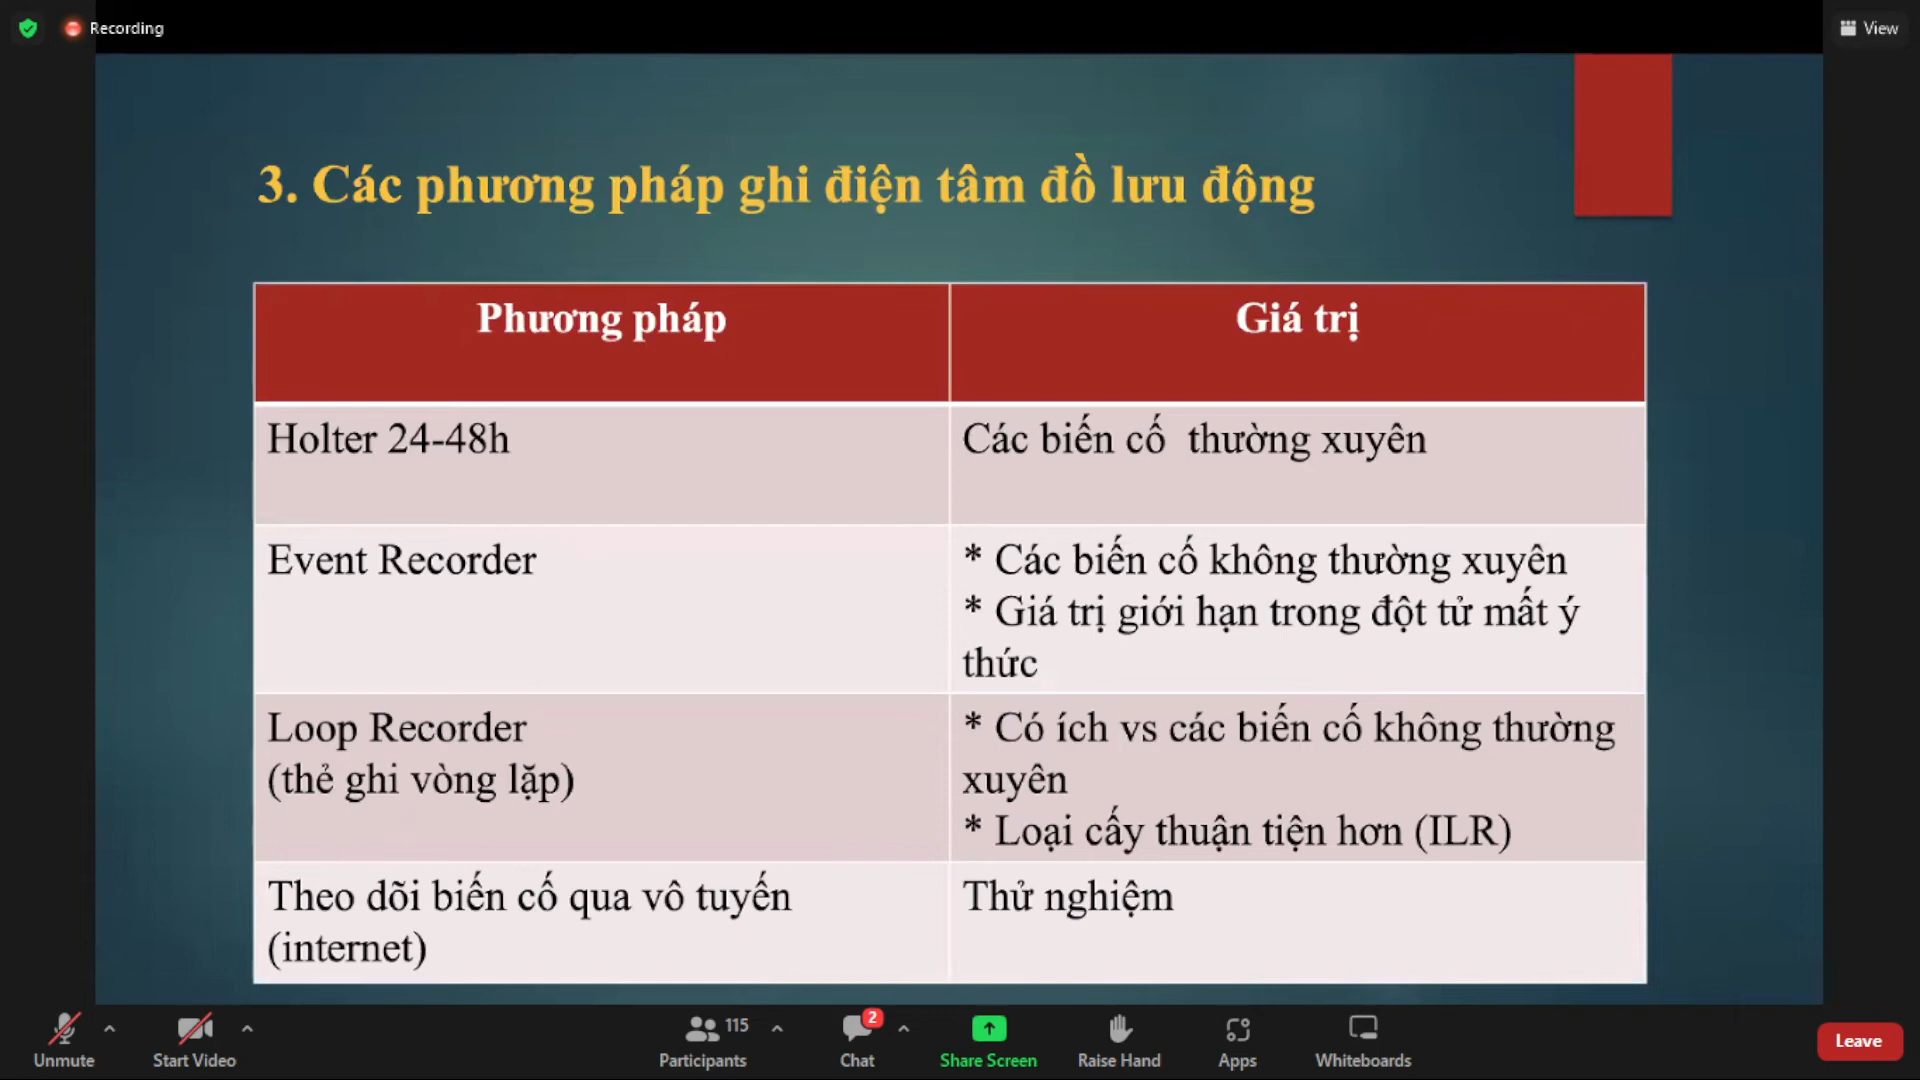 Recording
View
3. Các phương pháp ghi điện tâm đồ lưu động
Phương pháp
Giá trị
Holter 24-48h
Các biến cố  thường xuyên
Event Recorder
* Các biến cố không thường xuyên
* Giá trị giới hạn trong đột tử mất ý
thức
Loop Recorder
(thẻ ghi vòng lặp)
* Có ích vs các biến cố không thường
xuyên
* Loại cấy thuận tiện hơn (ILR)
Theo dõi biến cố qua vô tuyến
(internet)
Thử nghiệm
Unmute
Start Video
115
Participants
2
Chat
Share Screen
Raise Hand
Apps
Whiteboards
Leave